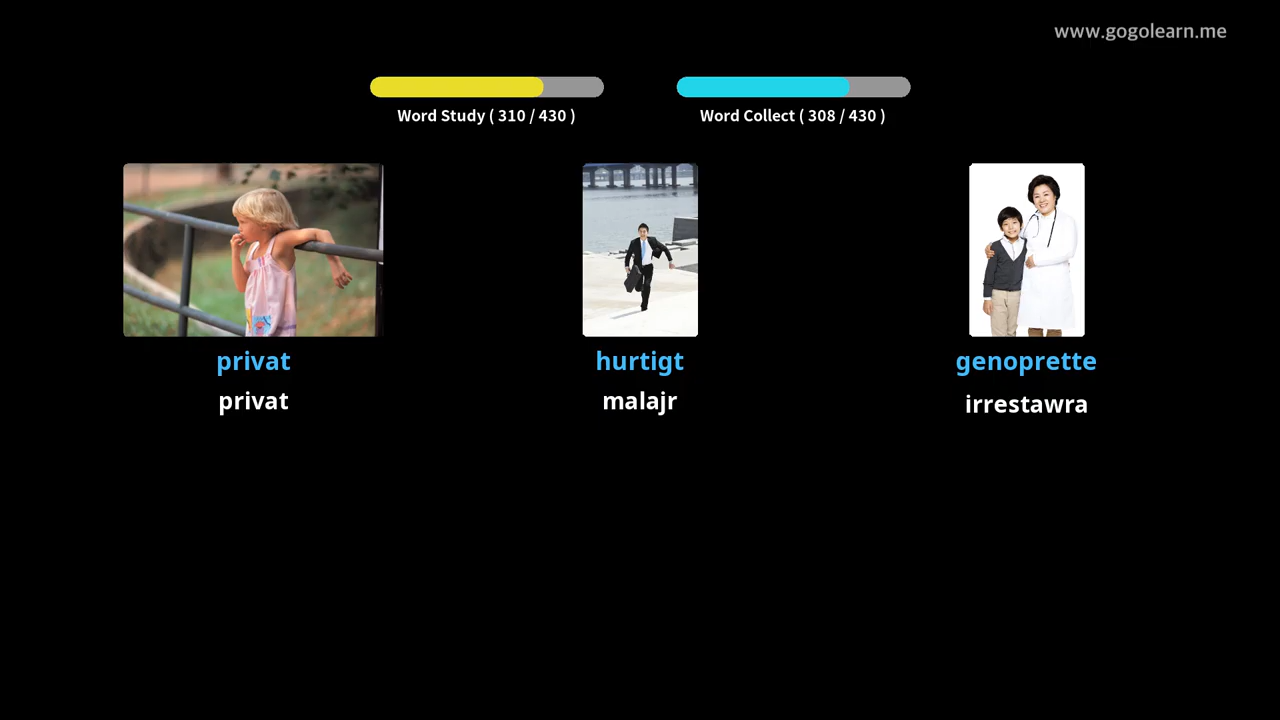 www.gogolearn.me
Word Study ( 310 / 430 )
Word Collect ( 308 / 430 )
privat
privat
hurtigt
malajr
genoprette
irrestawra